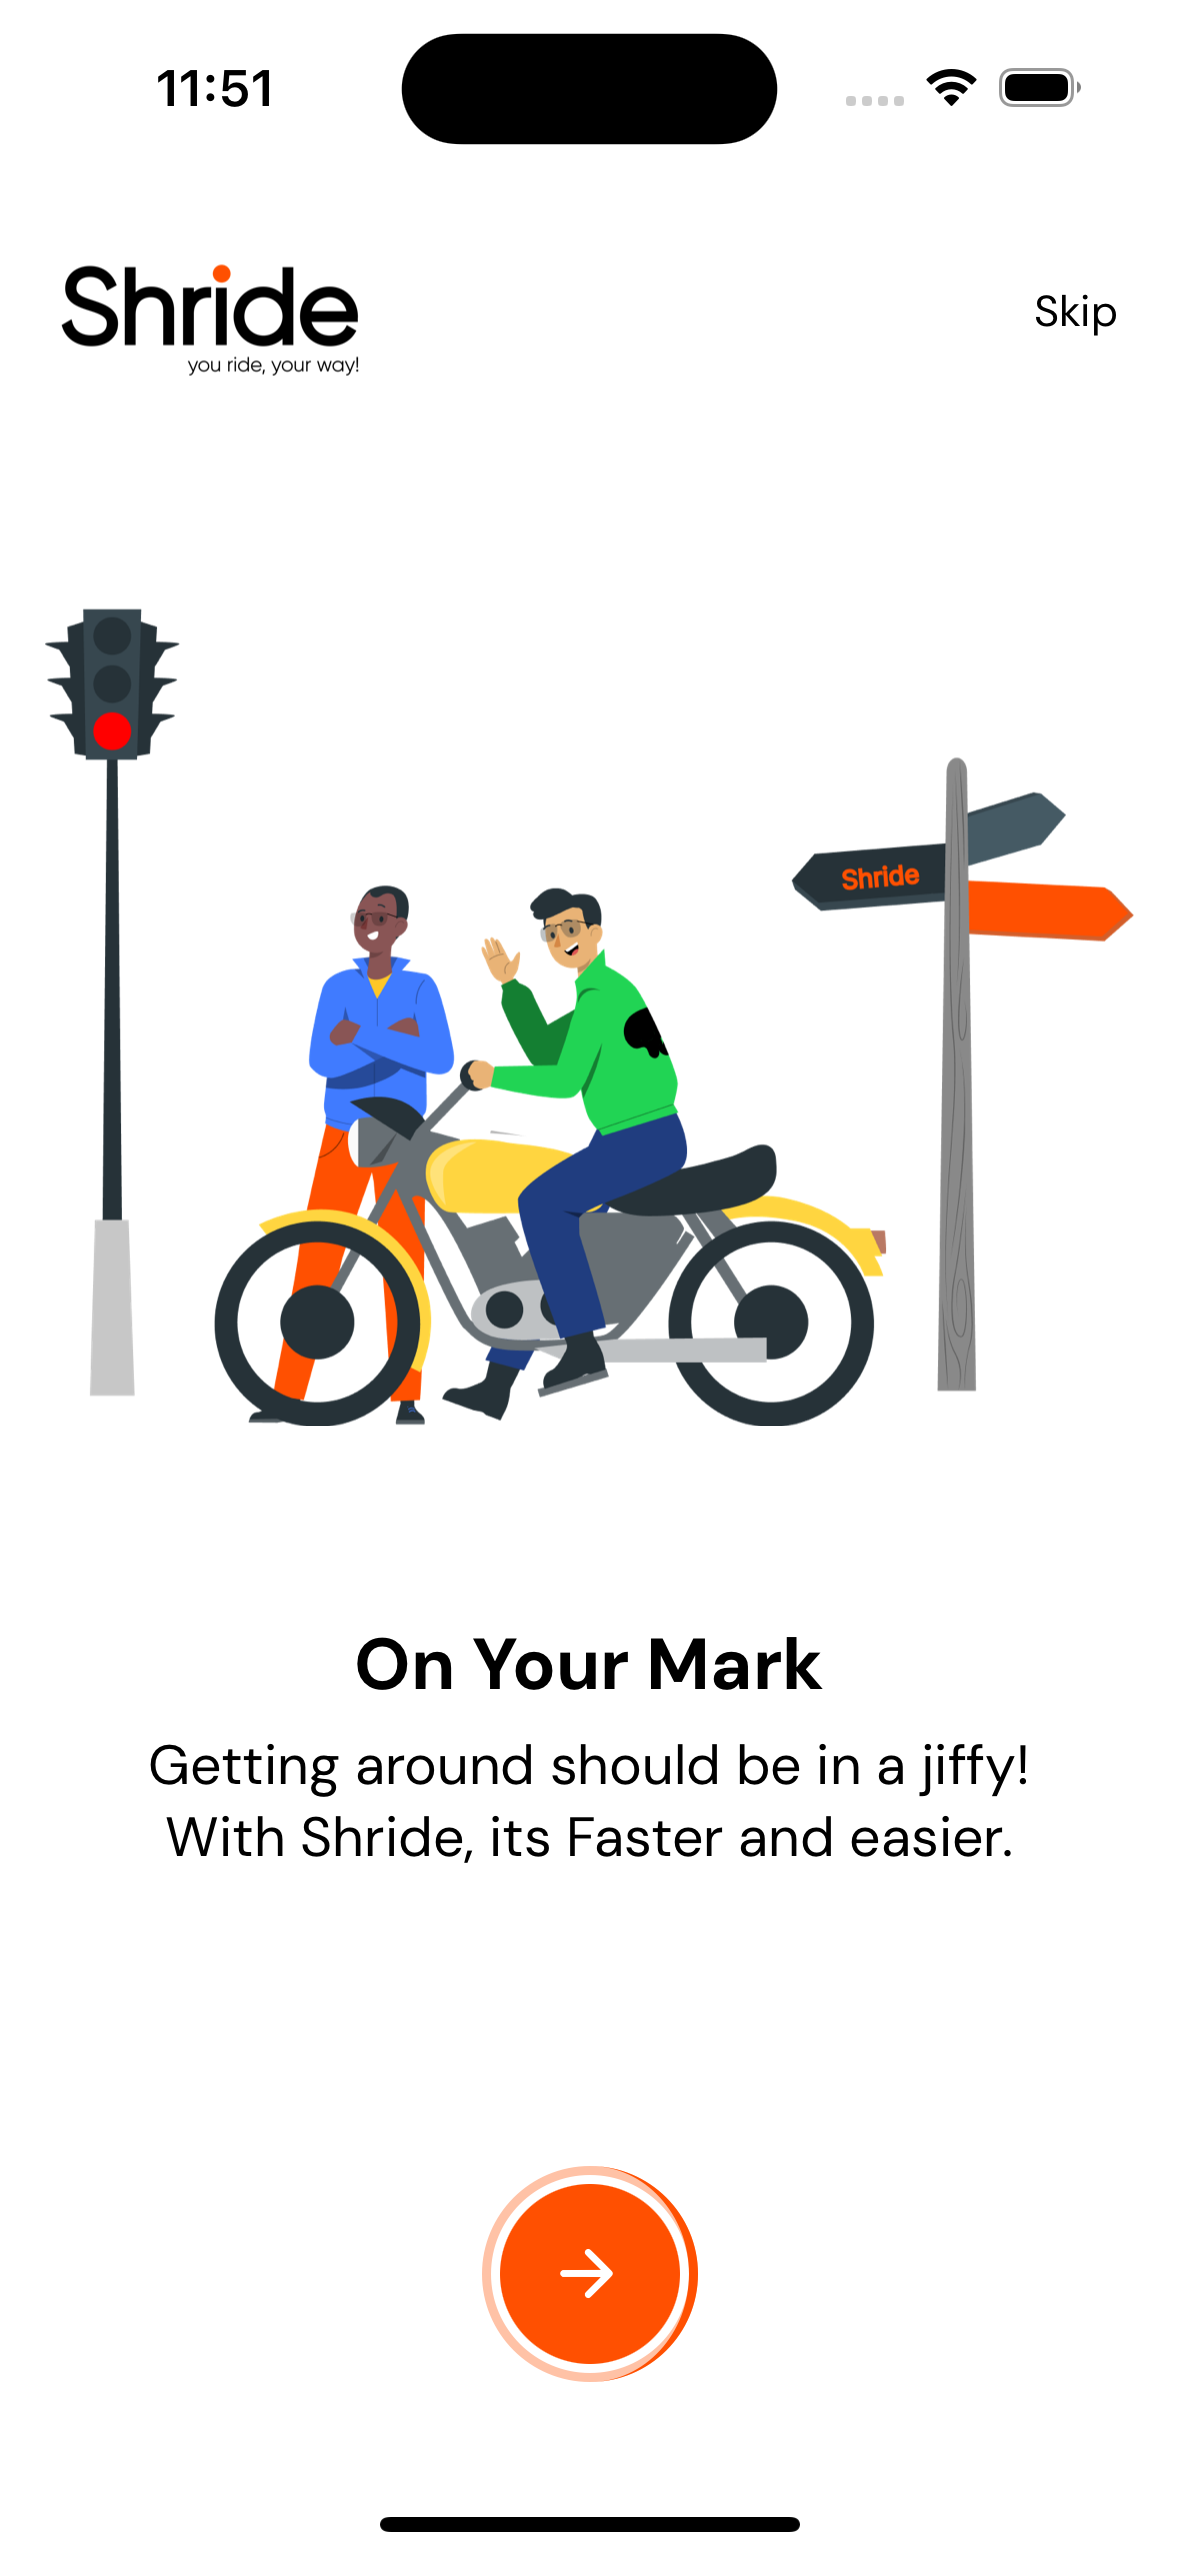 11:51
Shride
you ride, your way!
Skip
Shride
On Your Mark
Getting around should be in a jiffy!
With Shride, its Faster and easier.